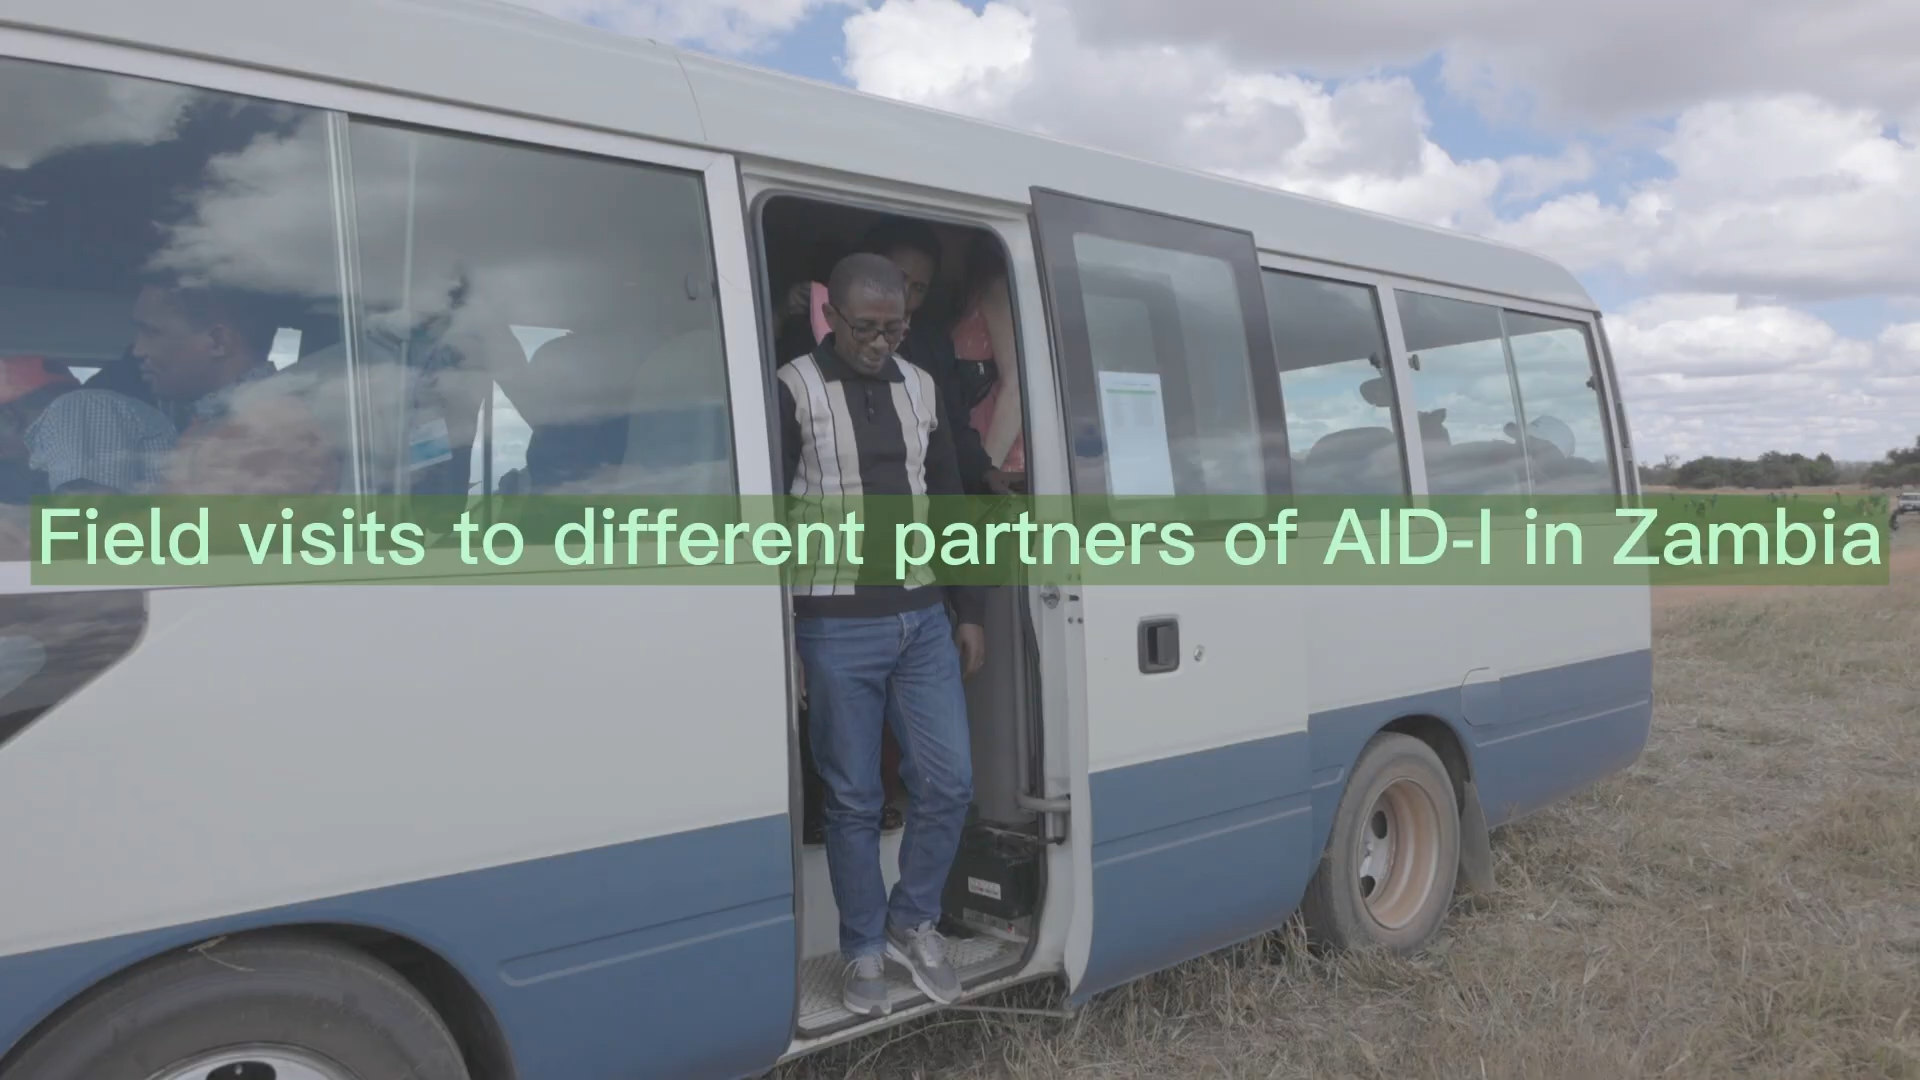 Field visits to different partners of AID-I in Zambia